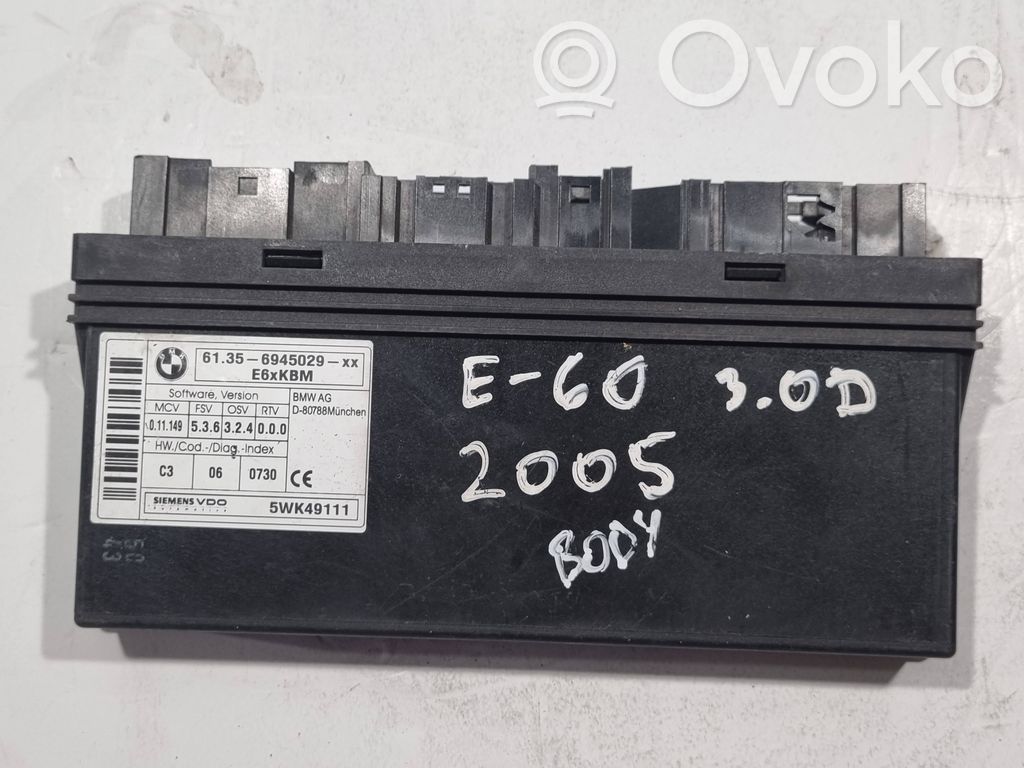 Ovoko
61.35-6945029-xx
E6xKBM
Software, Version
BMW AG
D-80788München
MCV FSV OSV RTV
0.11.149 5.3.6 3.2.4 0.0.0
HW./Cod.-/Diag.-Index
C3 06 0730 CE
SIEMENS VDO
Automotive
5WK49111
E-60 3.0D
2005
BODY